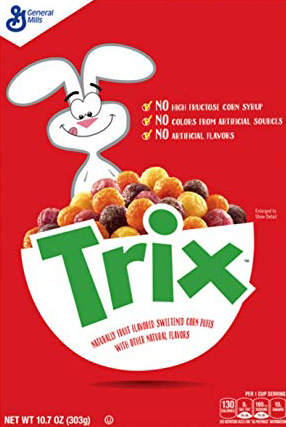 General
Mills
NO HIGH FRUCTOSE CORN SYRUP
NO COLORS FROM ARTIFICIAL SOURCES
NO ARTIFICIAL FLAVORS
Enlarged to
Show Detail
Trix
NATURALLY FRUIT FLAVORED SWEETENED CORN PUFFS
WITH OTHER NATURAL FLAVORS
PER 1 CUP SERVING
130
CALORIES
NET WT 10.7 OZ (303g)